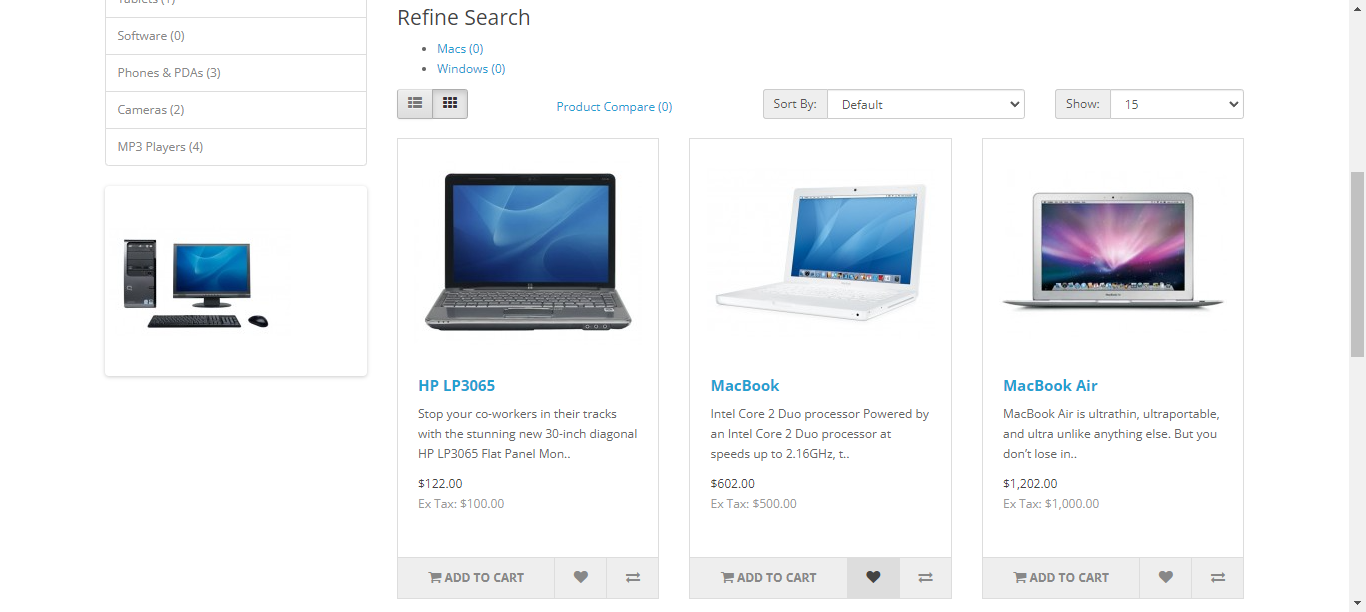 Tablets (1)
Software (0)
Phones & PDAs (3)
Cameras (2)
MP3 Players (4)
Refine Search
Macs (0)
Windows (0)
Product Compare (0)
Sort By: Default
Show: 15
HP LP3065
Stop your co-workers in their tracks
with the stunning new 30-inch diagonal
HP LP3065 Flat Panel Mon..
$122.00
Ex Tax: $100.00
ADD TO CART
MacBook
Intel Core 2 Duo processor Powered by
an Intel Core 2 Duo processor at
speeds up to 2.16GHz, t..
$602.00
Ex Tax: $500.00
ADD TO CART
MacBook Air
MacBook Air is ultrathin, ultraportable,
and ultra unlike anything else. But you
don’t lose in..
$1,202.00
Ex Tax: $1,000.00
ADD TO CART